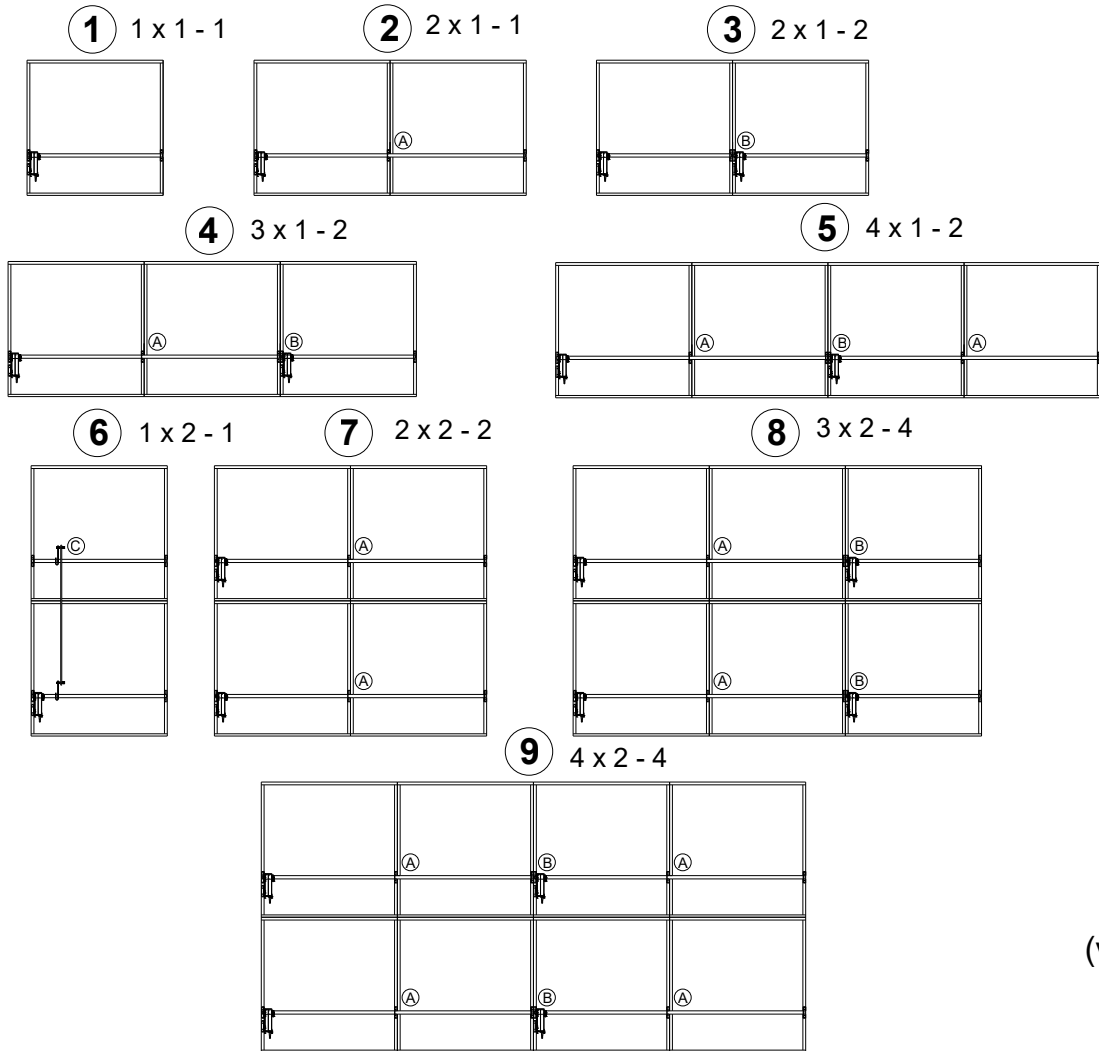 1 1 x 1 - 1
2 2 x 1 - 1
3 2 x 1 - 2
A
B
4 3 x 1 - 2
5 4 x 1 - 2
A B
A B A
6 1 x 2 - 1
7 2 x 2 - 2
8 3 x 2 - 4
C
A
A B
A
A B
9 4 x 2 - 4
A B A
(v
A B A